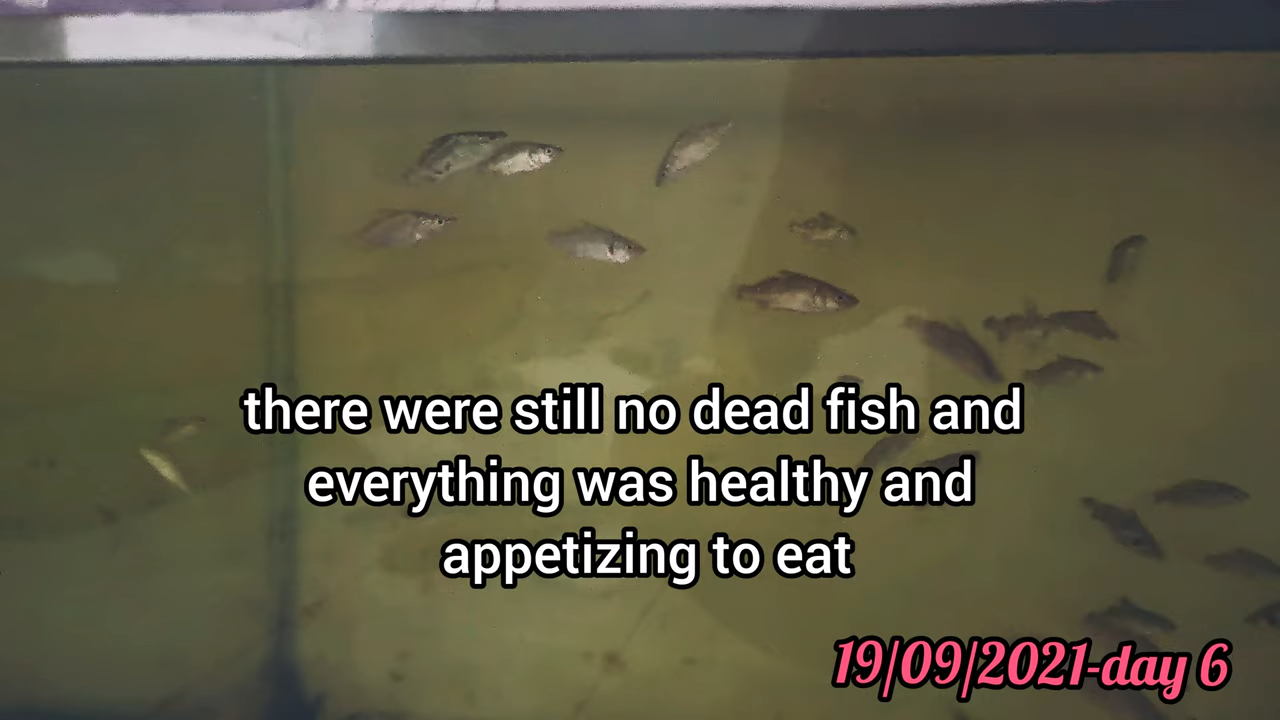 there were still no dead fish and
everything was healthy and
appetizing to eat
19/09/2021-day 6